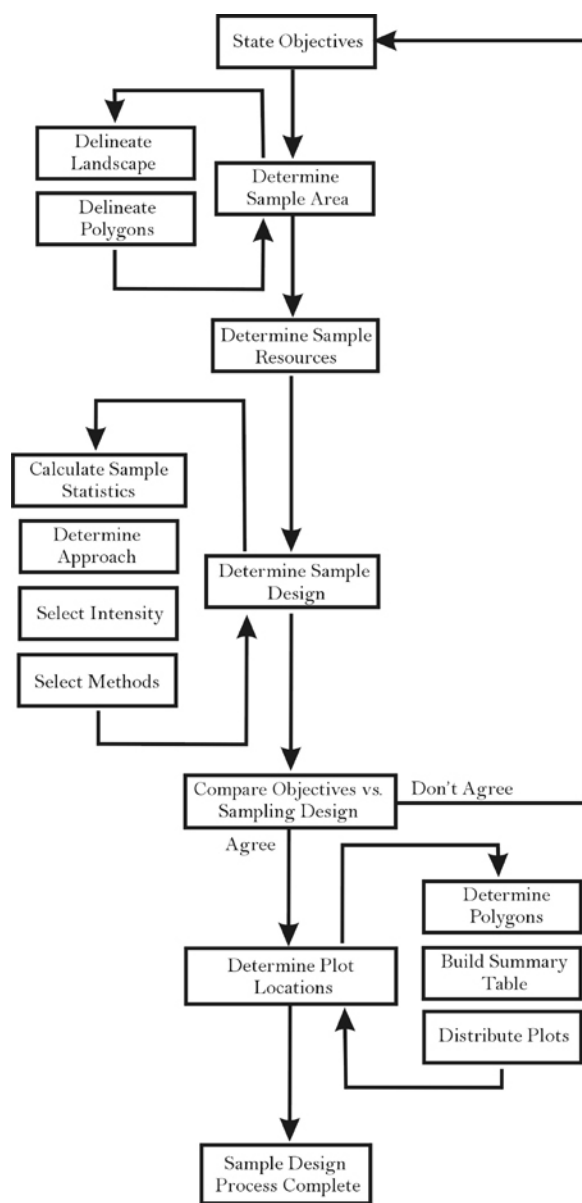 State Objectives
Delineate
Landscape
Determine
Sample Area
Delineate
Polygons
Determine Sample
Resources
Calculate Sample
Statistics
Determine
Approach
Determine Sample
Design
Select Intensity
Select Methods
Compare Objectives vs.
Sampling Design
Don't Agree
Agree
Determine
Polygons
Determine Plot
Locations
Build Summary
Table
Distribute Plots
Sample Design
Process Complete